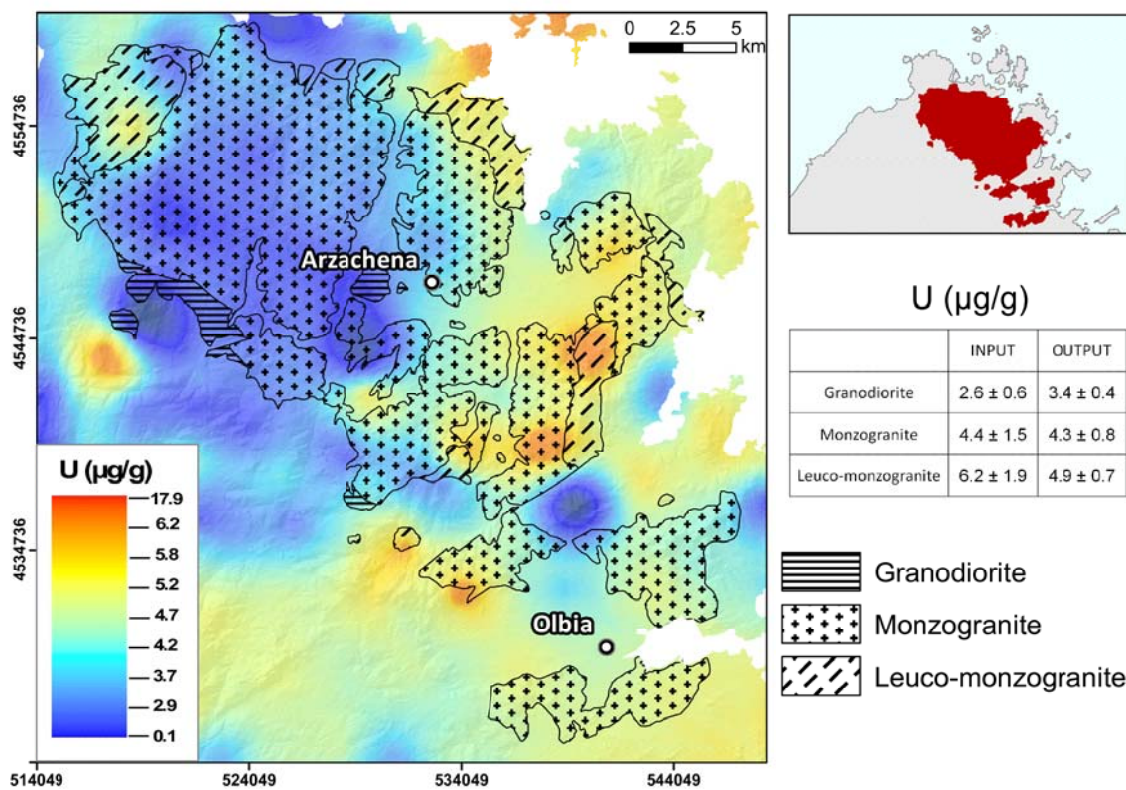 0 2.5 5
km
4554736
4544736
4534736
Arzachena
Olbia
U (µg/g)
17.9
6.2
5.8
5.2
4.7
4.2
3.7
2.9
0.1
514049 524049 534049 544049
U (µg/g)
INPUT OUTPUT
Granodiorite 2.6 ± 0.6 3.4 ± 0.4
Monzogranite 4.4 ± 1.5 4.3 ± 0.8
Leuco-monzogranite 6.2 ± 1.9 4.9 ± 0.7
Granodiorite
Monzogranite
Leuco-monzogranite